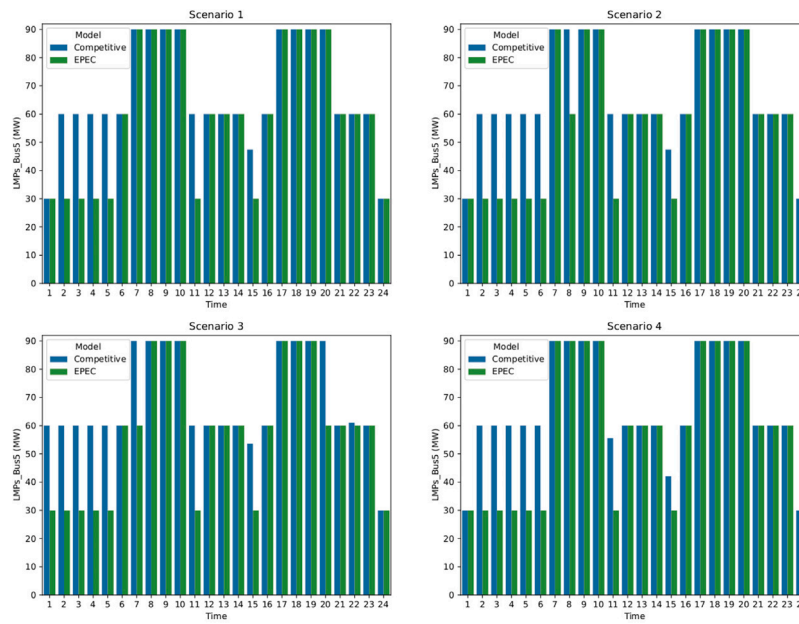 Scenario 1
Model
Competitive
EPEC
LMPs_Bus5 (MW)
90
80
70
60
50
40
30
20
10
0
1 2 3 4 5 6 7 8 9 10 11 12 13 14 15 16 17 18 19 20 21 22 23 24
Time
Scenario 2
Model
Competitive
EPEC
LMPs_Bus5 (MW)
90
80
70
60
50
40
30
20
10
0
1 2 3 4 5 6 7 8 9 10 11 12 13 14 15 16 17 18 19 20 21 22 23
Time
Scenario 3
Model
Competitive
EPEC
LMPs_Bus5 (MW)
90
80
70
60
50
40
30
20
10
0
1 2 3 4 5 6 7 8 9 10 11 12 13 14 15 16 17 18 19 20 21 22 23 24
Time
Scenario 4
Model
Competitive
EPEC
LMPs_Bus5 (MW)
90
80
70
60
50
40
30
20
10
0
1 2 3 4 5 6 7 8 9 10 11 12 13 14 15 16 17 18 19 20 21 22 23
Time